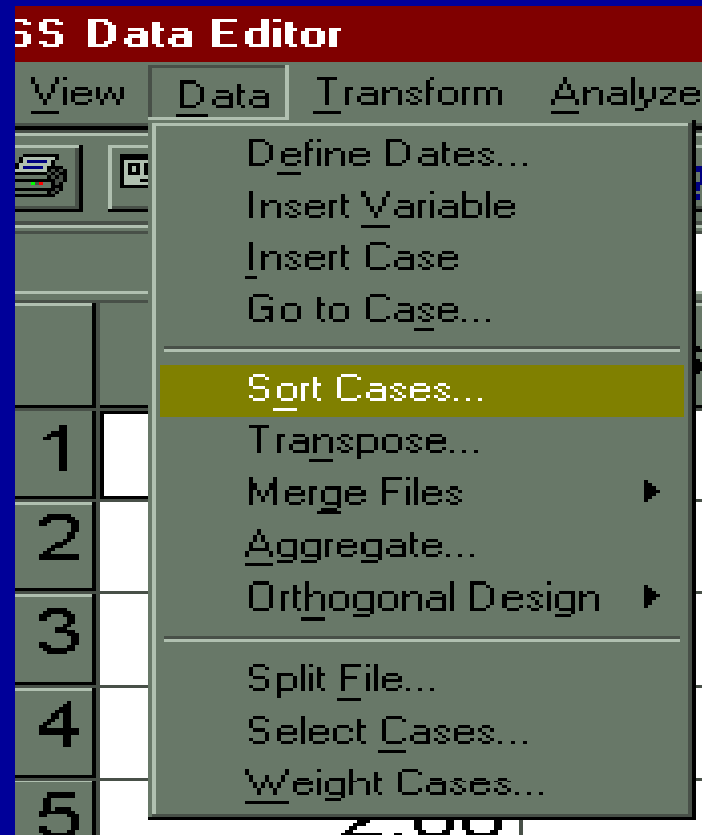 SS Data Editor
View Data Transform Analyze
Define Dates...
Insert Variable
Insert Case
Go to Case...
Sort Cases...
1
Transpose...
Merge Files
2
Aggregate...
Orthogonal Design
3
Split File...
4
Select Cases...
Weight Cases...
5